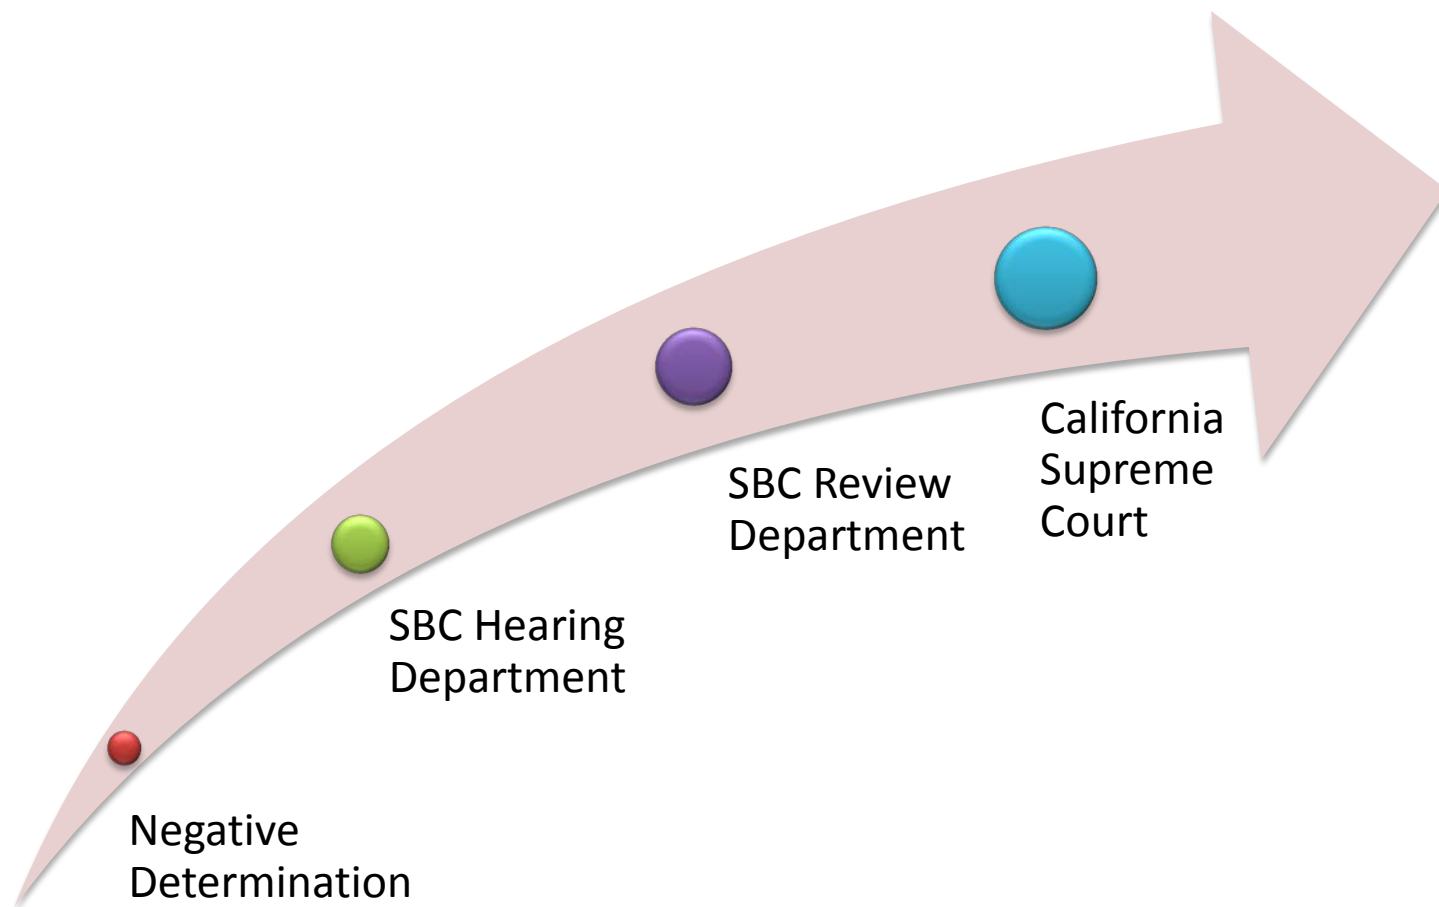 Negative
Determination
SBC Hearing
Department
SBC Review
Department
California
Supreme
Court